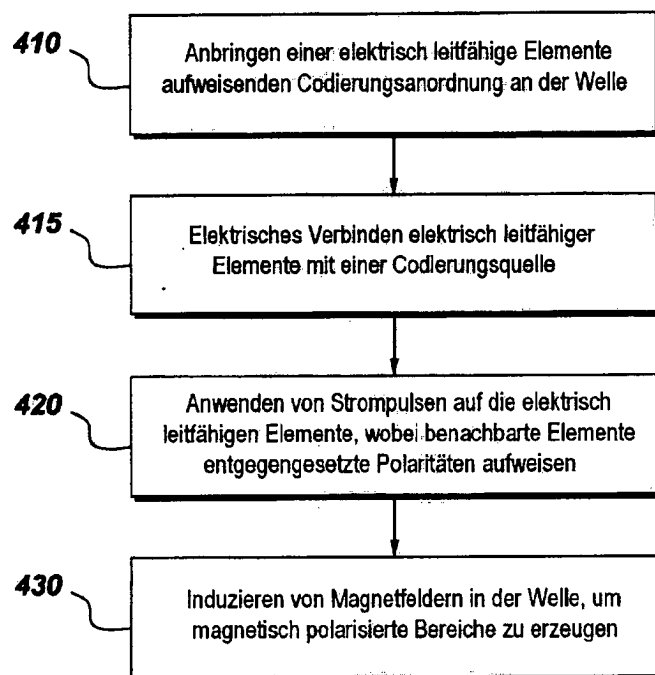 410
Anbringen einer elektrisch leitfähige Elemente
aufweisenden Codierungsanordnung an der Welle
415
Elektrisches Verbinden elektrisch leitfähiger
Elemente mit einer Codierungsquelle
420
Anwenden von Strompulsen auf die elektrisch
leitfähigen Elemente, wobei benachbarte Elemente
entgegengesetzte Polaritäten aufweisen
430
Induzieren von Magnetfeldern in der Welle, um
magnetisch polarisierte Bereiche zu erzeugen